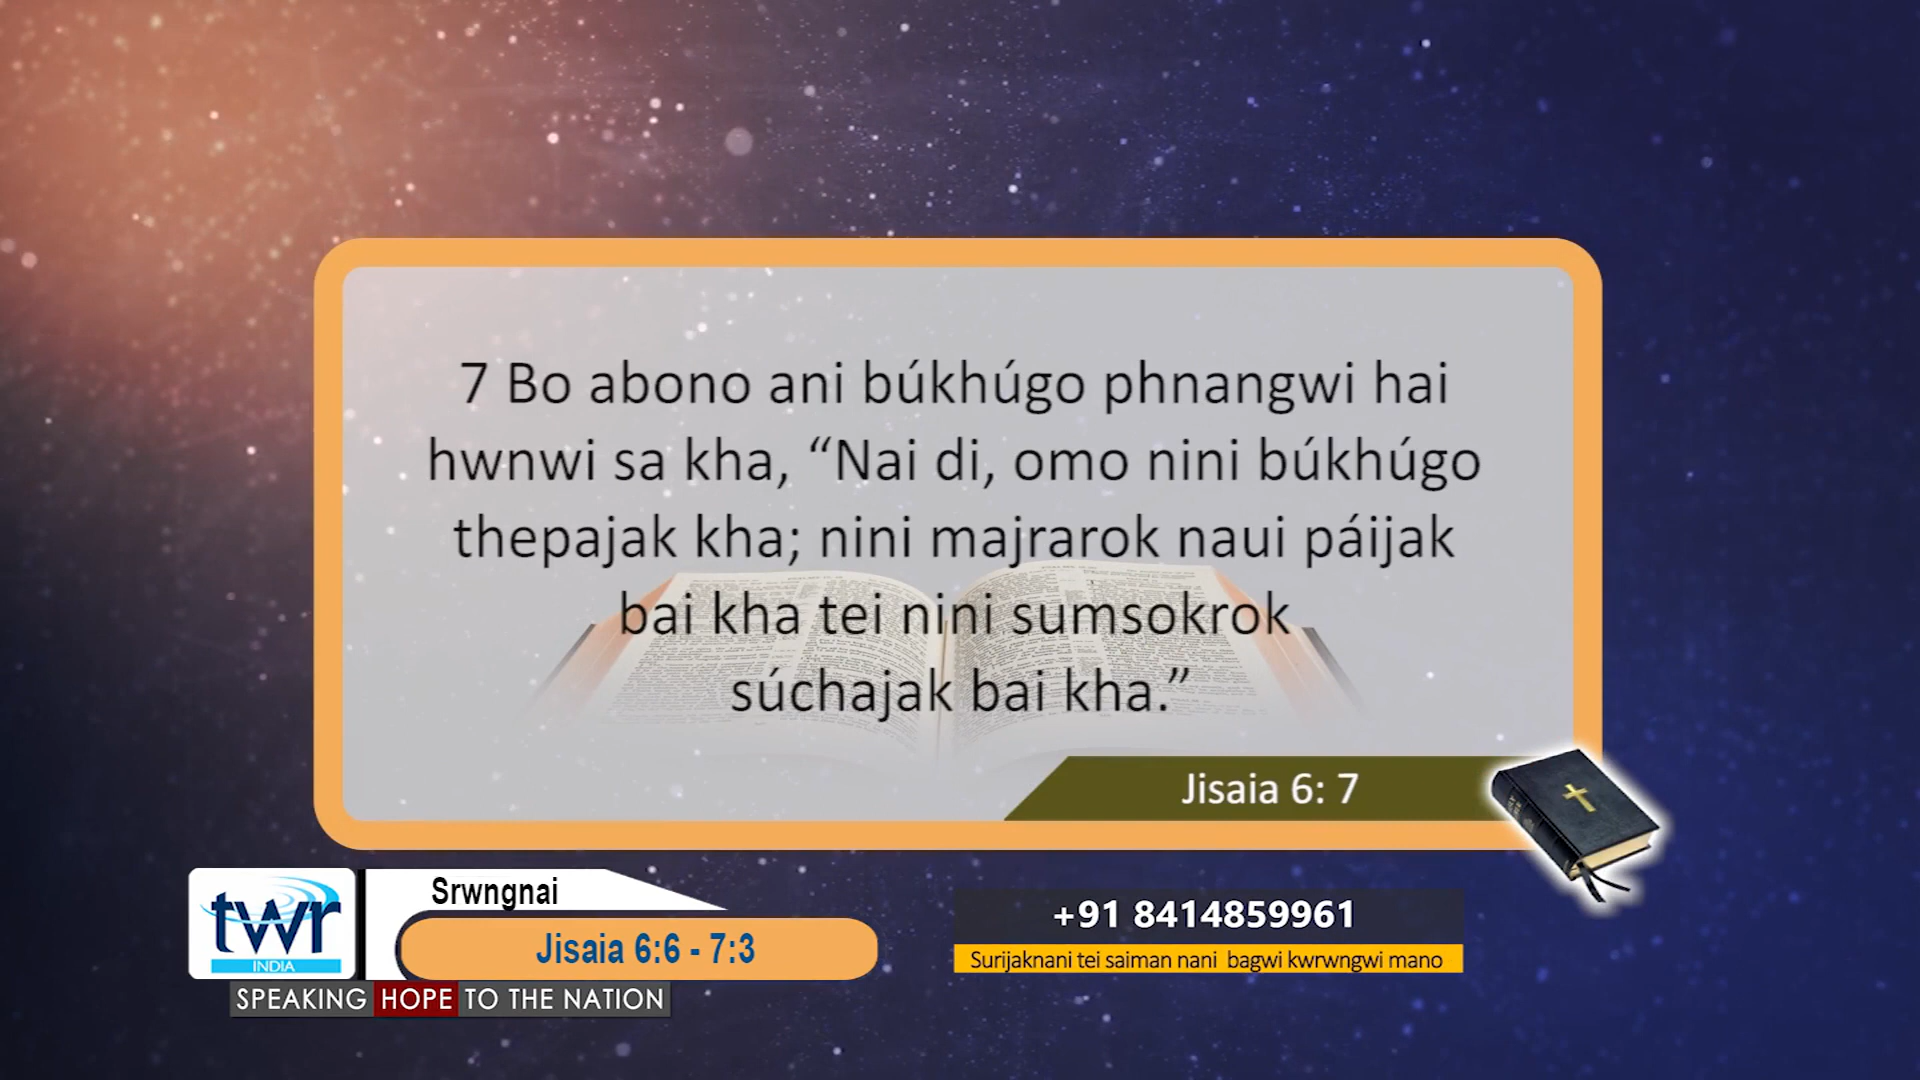 7 Bo abono ani búkhúgo phnangwi hai
hwnwi sa kha, “Nai di, omo nini búkhúgo
thepajak kha; nini majrarok naui páijak
bai kha tei nini sumsokrok
súchajak bai kha.”
Jisaia 6: 7
twr
INDIA
Srwngnai
Jisaia 6:6 - 7:3
SPEAKING HOPE TO THE NATION
+91 8414859961
Surijaknani tei saiman nani bagwi kwrwngwi mano